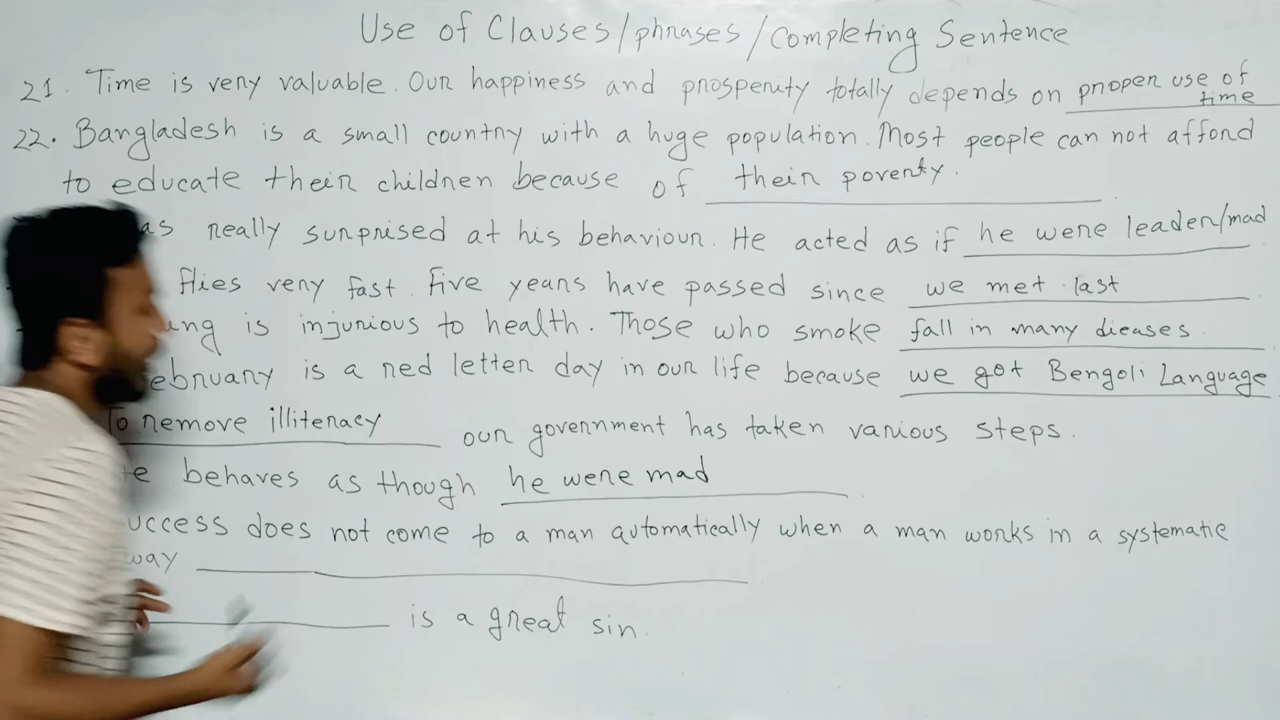 Use of Clauses/phrases/Completing Sentence
21. Time is very valuable. Our happiness and prosperity totally depends on proper use of time
22. Bangladesh is a small country with a huge population. Most people can not afford
to educate their children because of their poverty.
as really surprised at his behaviour. He acted as if he were leader/mad
flies very fast. Five years have passed since we met last
ing is injurious to health. Those who smoke fall in many dieases.
ebruary is a red letter day in our life because we got Bengoli Language
To remove illiteracy our government has taken various steps.
e behaves as though he were mad.
uccess does not come to a man automatically when a man works in a systematic
way
is a great sin.